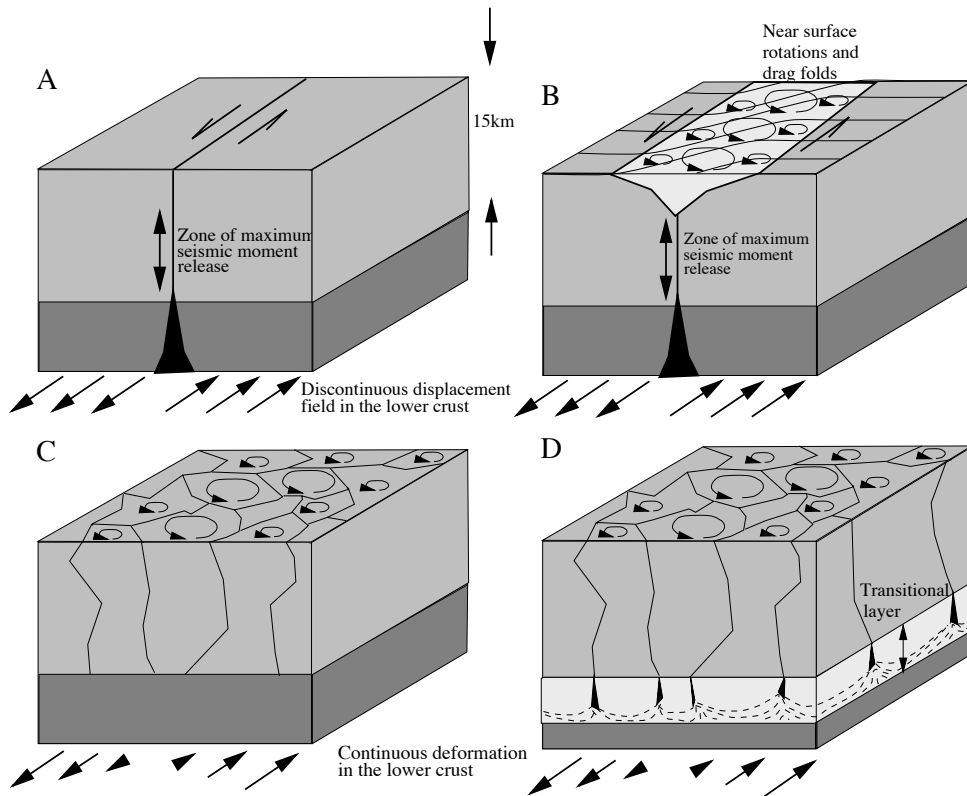 A
15km
Zone of maximum
seismic moment
release
Near surface
rotations and
drag folds
B
Zone of maximum
seismic moment
release
Discontinuous displacement
field in the lower crust
C
Continuous deformation
in the lower crust
D
Transitional
layer